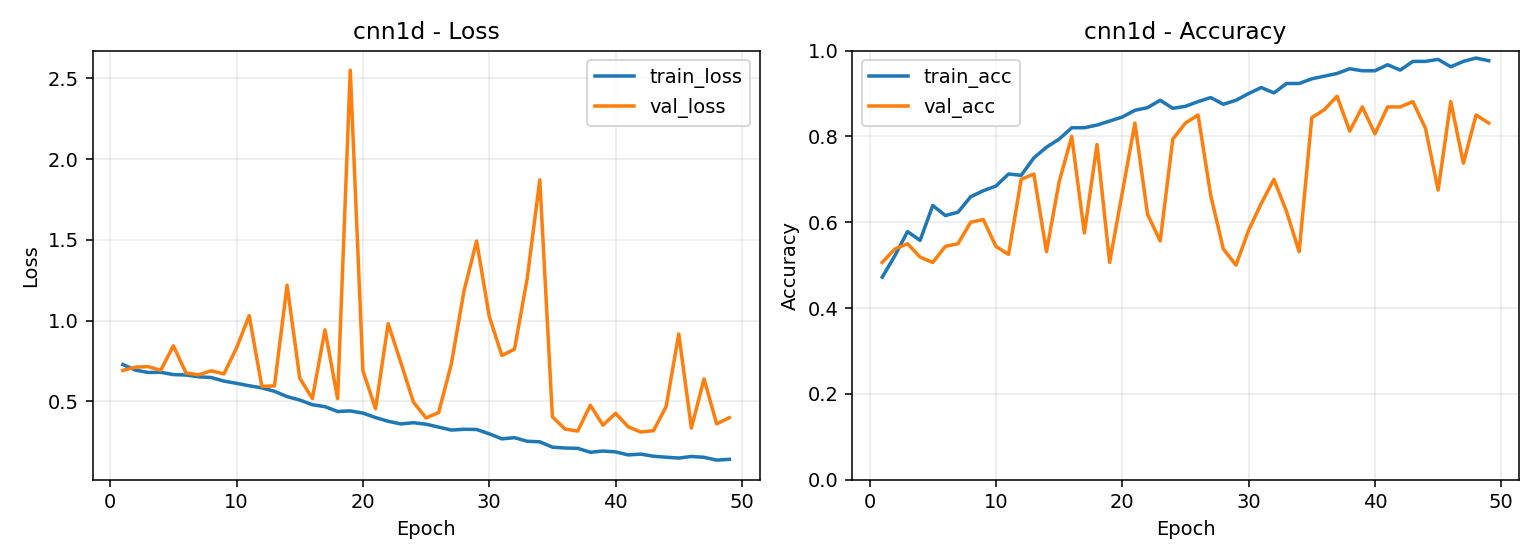 cnn1d - Loss
2.5
2.0
1.5
1.0
0.5
Loss
train_loss
val_loss
0
10
20
30
40
50
Epoch
cnn1d - Accuracy
1.0
0.8
0.6
0.4
0.2
0.0
Accuracy
train_acc
val_acc
0
10
20
30
40
50
Epoch